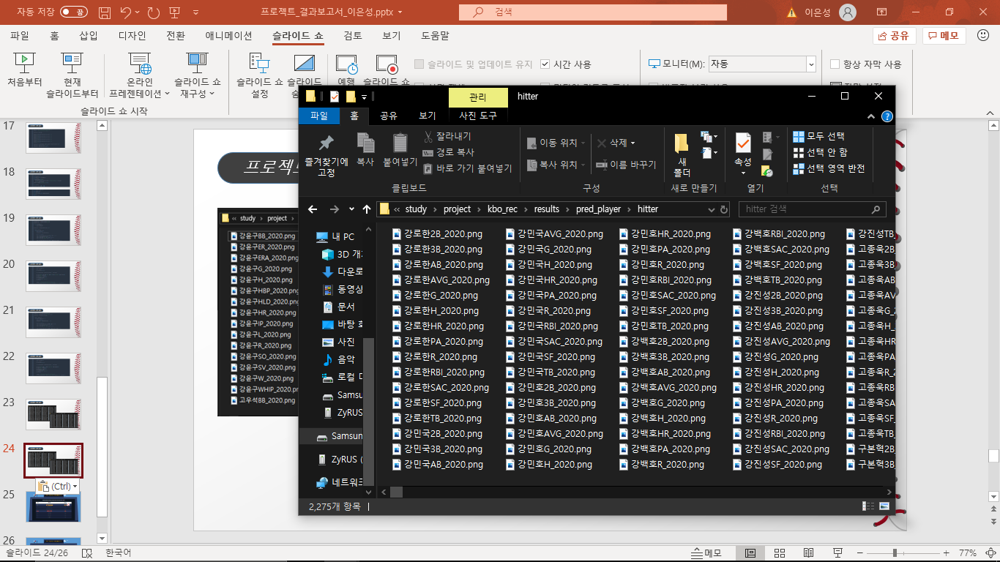 자동 저장 끔
프로젝트_결과보고서_이은성.pptx
검색
이은성
파일 홈 삽입 디자인 전환 애니메이션 슬라이드 쇼 검토 보기 도움말
공유 메모
처음부터
현재
슬라이드부터
온라인
프레젠테이션
슬라이드 쇼
재구성
슬라이드 쇼 시작
슬라이드 쇼
설정
슬라이드
예행
슬라이드 쇼
슬라이드 및 업데이트 유지
시간 사용
모니터(M): 자동
항상 자막 사용
17
18
19
20
21
22
23
24
(Ctrl)
25
26
프로젝
study project
강윤구BB_2020.png
강윤구ER_2020.png
강윤구ERA_2020.png
강윤구G_2020.png
강윤구H_2020.png
강윤구HBP_2020.png
강윤구HLD_2020.png
강윤구HR_2020.png
강윤구IP_2020.png
강윤구L_2020.png
강윤구R_2020.png
강윤구SO_2020.png
강윤구SV_2020.png
강윤구W_2020.png
강윤구WHIP_2020.png
고우석BB_2020.png
관리 hitter
파일 홈 공유 보기 사진 도구
즐겨찾기에
고정
복사
붙여넣기
잘라내기
경로 복사
바로 가기 붙여넣기
클립보드
이동 위치
복사 위치
삭제
이름 바꾸기
구성
새
폴더
새로 만들기
속성
열기
모두 선택
선택 안 함
선택 영역 반전
선택
study project kbo_rec results pred_player hitter
hitter 검색
내 PC
3D 개
다운로
동영상
문서
바탕 화
사진
음악
로컬 디
Samsu
ZyRUS
Samsun
ZyRUS (
네트워크
강로한2B_2020.png 강민국AVG_2020.png 강민호HR_2020.png 강백호RBI_2020.png 강진성TB_
강로한3B_2020.png 강민국G_2020.png 강민호PA_2020.png 강백호SAC_2020.png 고종욱2B_
강로한AB_2020.png 강민국H_2020.png 강민호R_2020.png 강백호SF_2020.png 고종욱3B_
강로한AVG_2020.png 강민국HR_2020.png 강민호RBI_2020.png 강백호TB_2020.png 고종욱AB
강로한G_2020.png 강민국PA_2020.png 강민호SAC_2020.png 강진성2B_2020.png 고종욱AV
강로한H_2020.png 강민국R_2020.png 강민호SF_2020.png 강진성3B_2020.png 고종욱G_2
강로한HR_2020.png 강민국RBI_2020.png 강민호TB_2020.png 강진성AB_2020.png 고종욱H_
강로한PA_2020.png 강민국SAC_2020.png 강백호2B_2020.png 강진성AVG_2020.png 고종욱HR
강로한R_2020.png 강민국SF_2020.png 강백호3B_2020.png 강진성G_2020.png 고종욱PA
강로한RBI_2020.png 강민국TB_2020.png 강백호AB_2020.png 강진성H_2020.png 고종욱R_2
강로한SAC_2020.png 강민호2B_2020.png 강백호AVG_2020.png 강진성HR_2020.png 고종욱RB
강로한SF_2020.png 강민호3B_2020.png 강백호G_2020.png 강진성PA_2020.png 고종욱SA
강로한TB_2020.png 강민호AB_2020.png 강백호H_2020.png 강진성R_2020.png 고종욱SF_
강민국2B_2020.png 강민호AVG_2020.png 강백호HR_2020.png 강진성RBI_2020.png 고종욱TB_
강민국3B_2020.png 강민호G_2020.png 강백호PA_2020.png 강진성SAC_2020.png 구본혁2B_
강민국AB_2020.png 강민호H_2020.png 강백호R_2020.png 강진성SF_2020.png 구본혁3B_
2,275개 항목
슬라이드 24/26 한국어 메모 77%